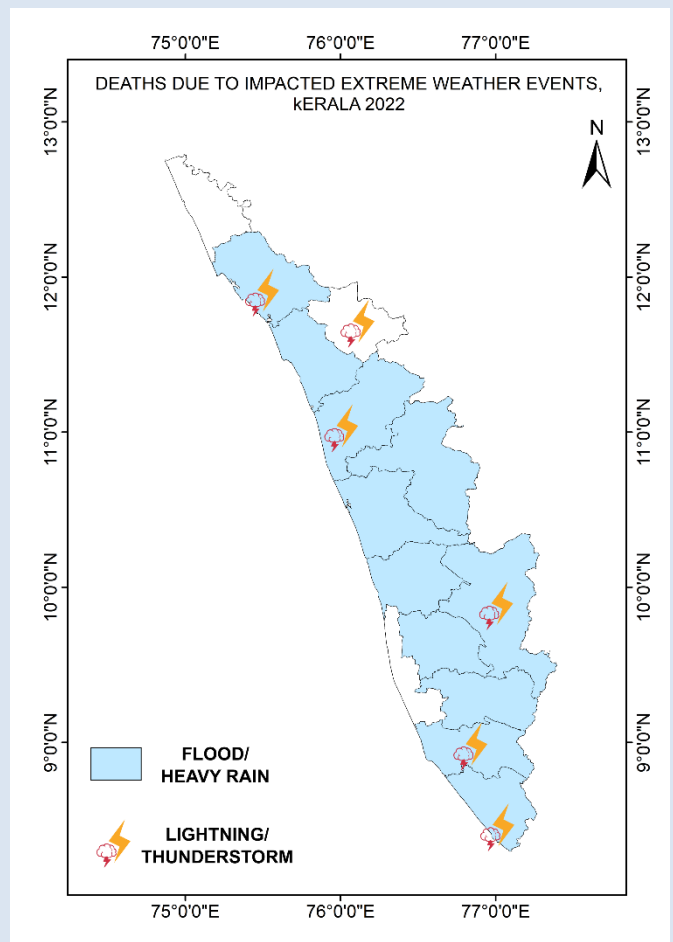 75°0'0"E 76°0'0"E 77°0'0"E
DEATHS DUE TO IMPACTED EXTREME WEATHER EVENTS,
kERALA 2022
N
13°0'0"N 13°0'0"N
12°0'0"N 12°0'0"N
11°0'0"N 11°0'0"N
10°0'0"N 10°0'0"N
9°0'0"N 9°0'0"N
FLOOD/
HEAVY RAIN
LIGHTNING/
THUNDERSTORM
75°0'0"E 76°0'0"E 77°0'0"E